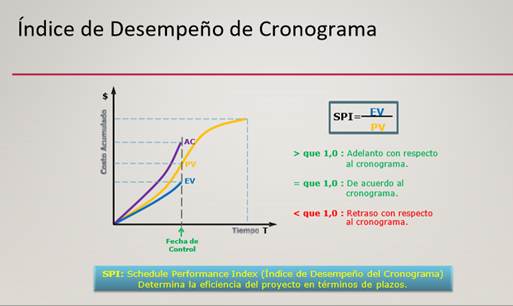 Índice de Desempeño de Cronograma
$
Costo Acumulado
AC
PV
EV
Tiempo T
Fecha de
Control
SPI= EV
PV
> que 1,0 : Adelanto con respecto
al cronograma.
= que 1,0 : De acuerdo al
cronograma.
< que 1,0 : Retraso con respecto
al cronograma.
SPI: Schedule Performance Index (Índice de Desempeño del Cronograma)
Determina la eficiencia del proyecto en términos de plazos.